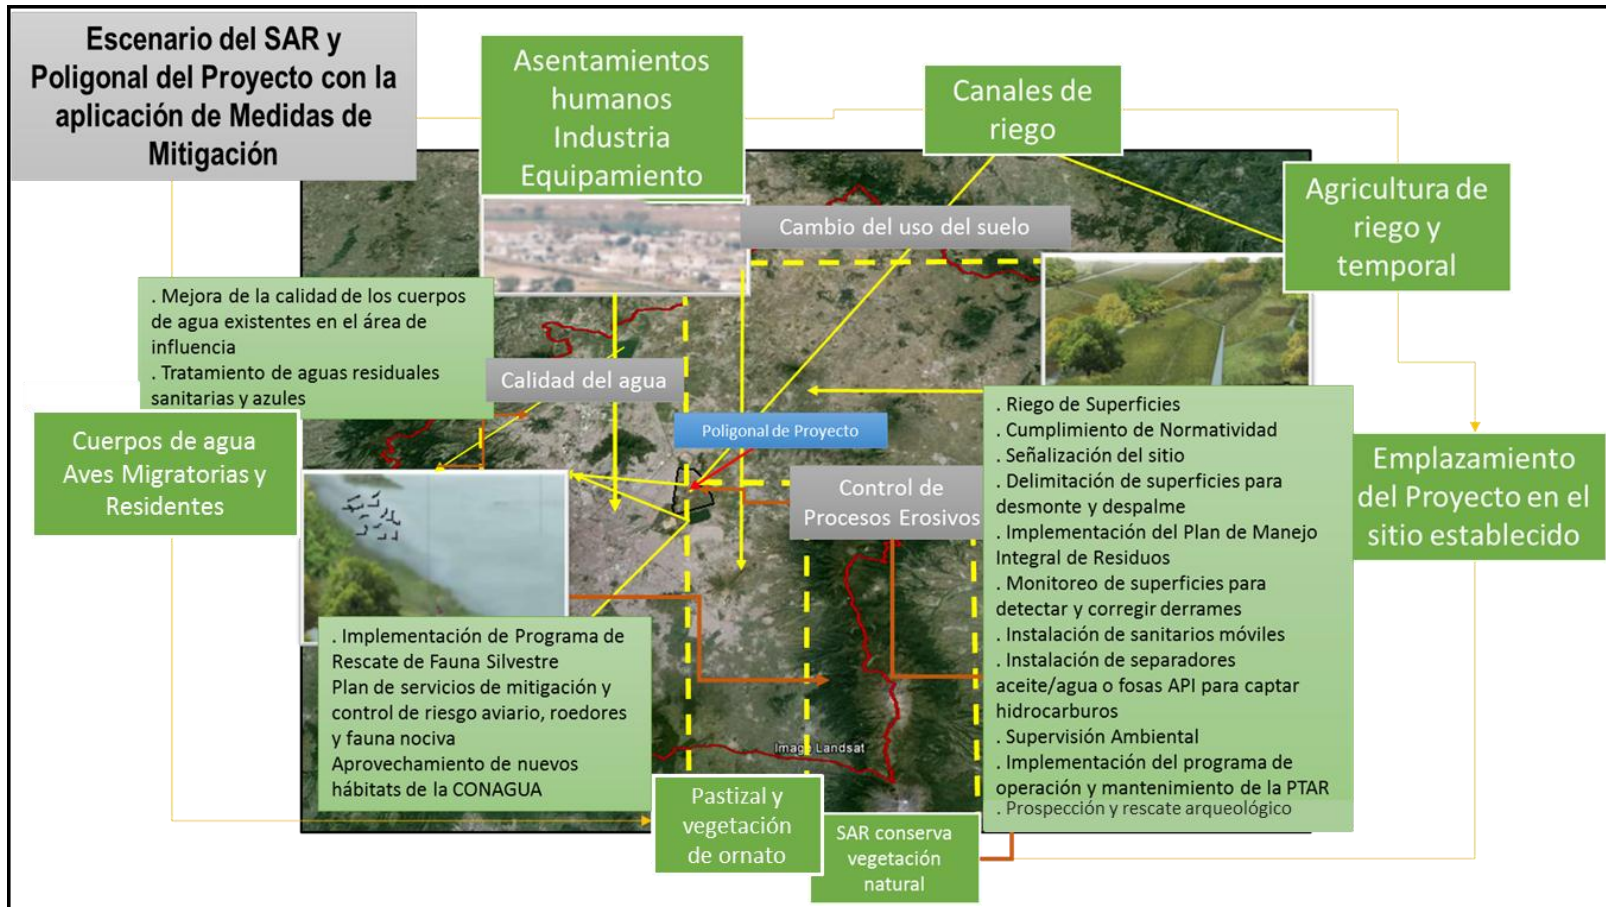 Escenario del SAR y
Poligonal del Proyecto con la
aplicación de Medidas de
Mitigación
Asentamientos
humanos
Industria
Equipamiento
Canales de
riego
Agricultura de
riego y
temporal
Cambio del uso del suelo
. Mejora de la calidad de los cuerpos
de agua existentes en el área de
influencia
. Tratamiento de aguas residuales
sanitarias y azules
Calidad del agua
Cuerpos de agua
Aves Migratorias y
Residentes
Poligonal de Proyecto
Control de
Procesos Erosivos
. Riego de Superficies
. Cumplimiento de Normatividad
. Señalización del sitio
. Delimitación de superficies para
desmonte y despalme
. Implementación del Plan de Manejo
Integral de Residuos
. Monitoreo de superficies para
detectar y corregir derrames
. Instalación de sanitarios móviles
. Instalación de separadores
aceite/agua o fosas API para captar
hidrocarburos
. Supervisión Ambiental
. Implementación del programa de
operación y mantenimiento de la PTAR
. Prospección y rescate arqueológico
Emplazamiento
del Proyecto en el
sitio establecido
. Implementación de Programa de
Rescate de Fauna Silvestre
Plan de servicios de mitigación y
control de riesgo aviario, roedores
y fauna nociva
Aprovechamiento de nuevos
hábitats de la CONAGUA
Image Landsat
Pastizal y
vegetación
de ornato
SAR conserva
vegetación
natural